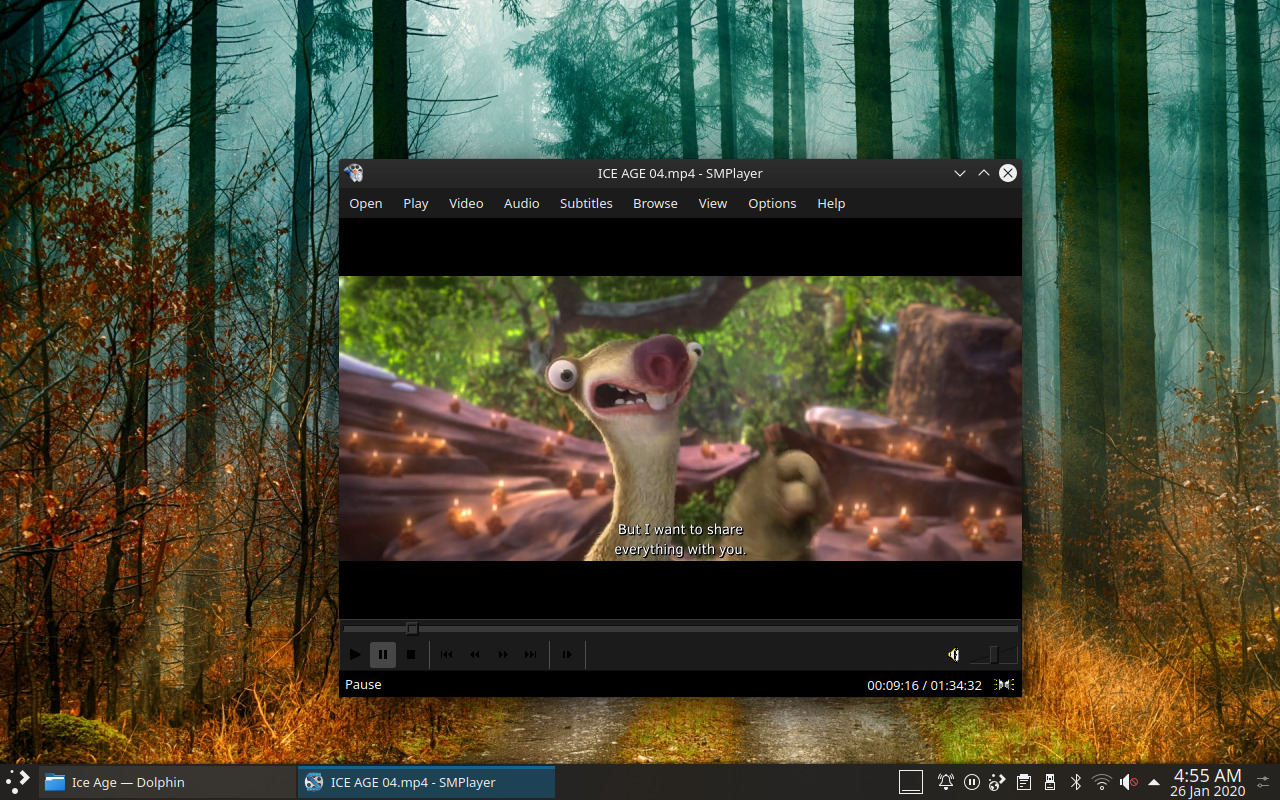 ICE AGE 04.mp4 - SMPlayer
Open Play Video Audio Subtitles Browse View Options Help
But I want to share
everything with you.
Pause
00:09:16 / 01:34:32
Ice Age — Dolphin
ICE AGE 04.mp4 - SMPlayer
4:55 AM
26 Jan 2020